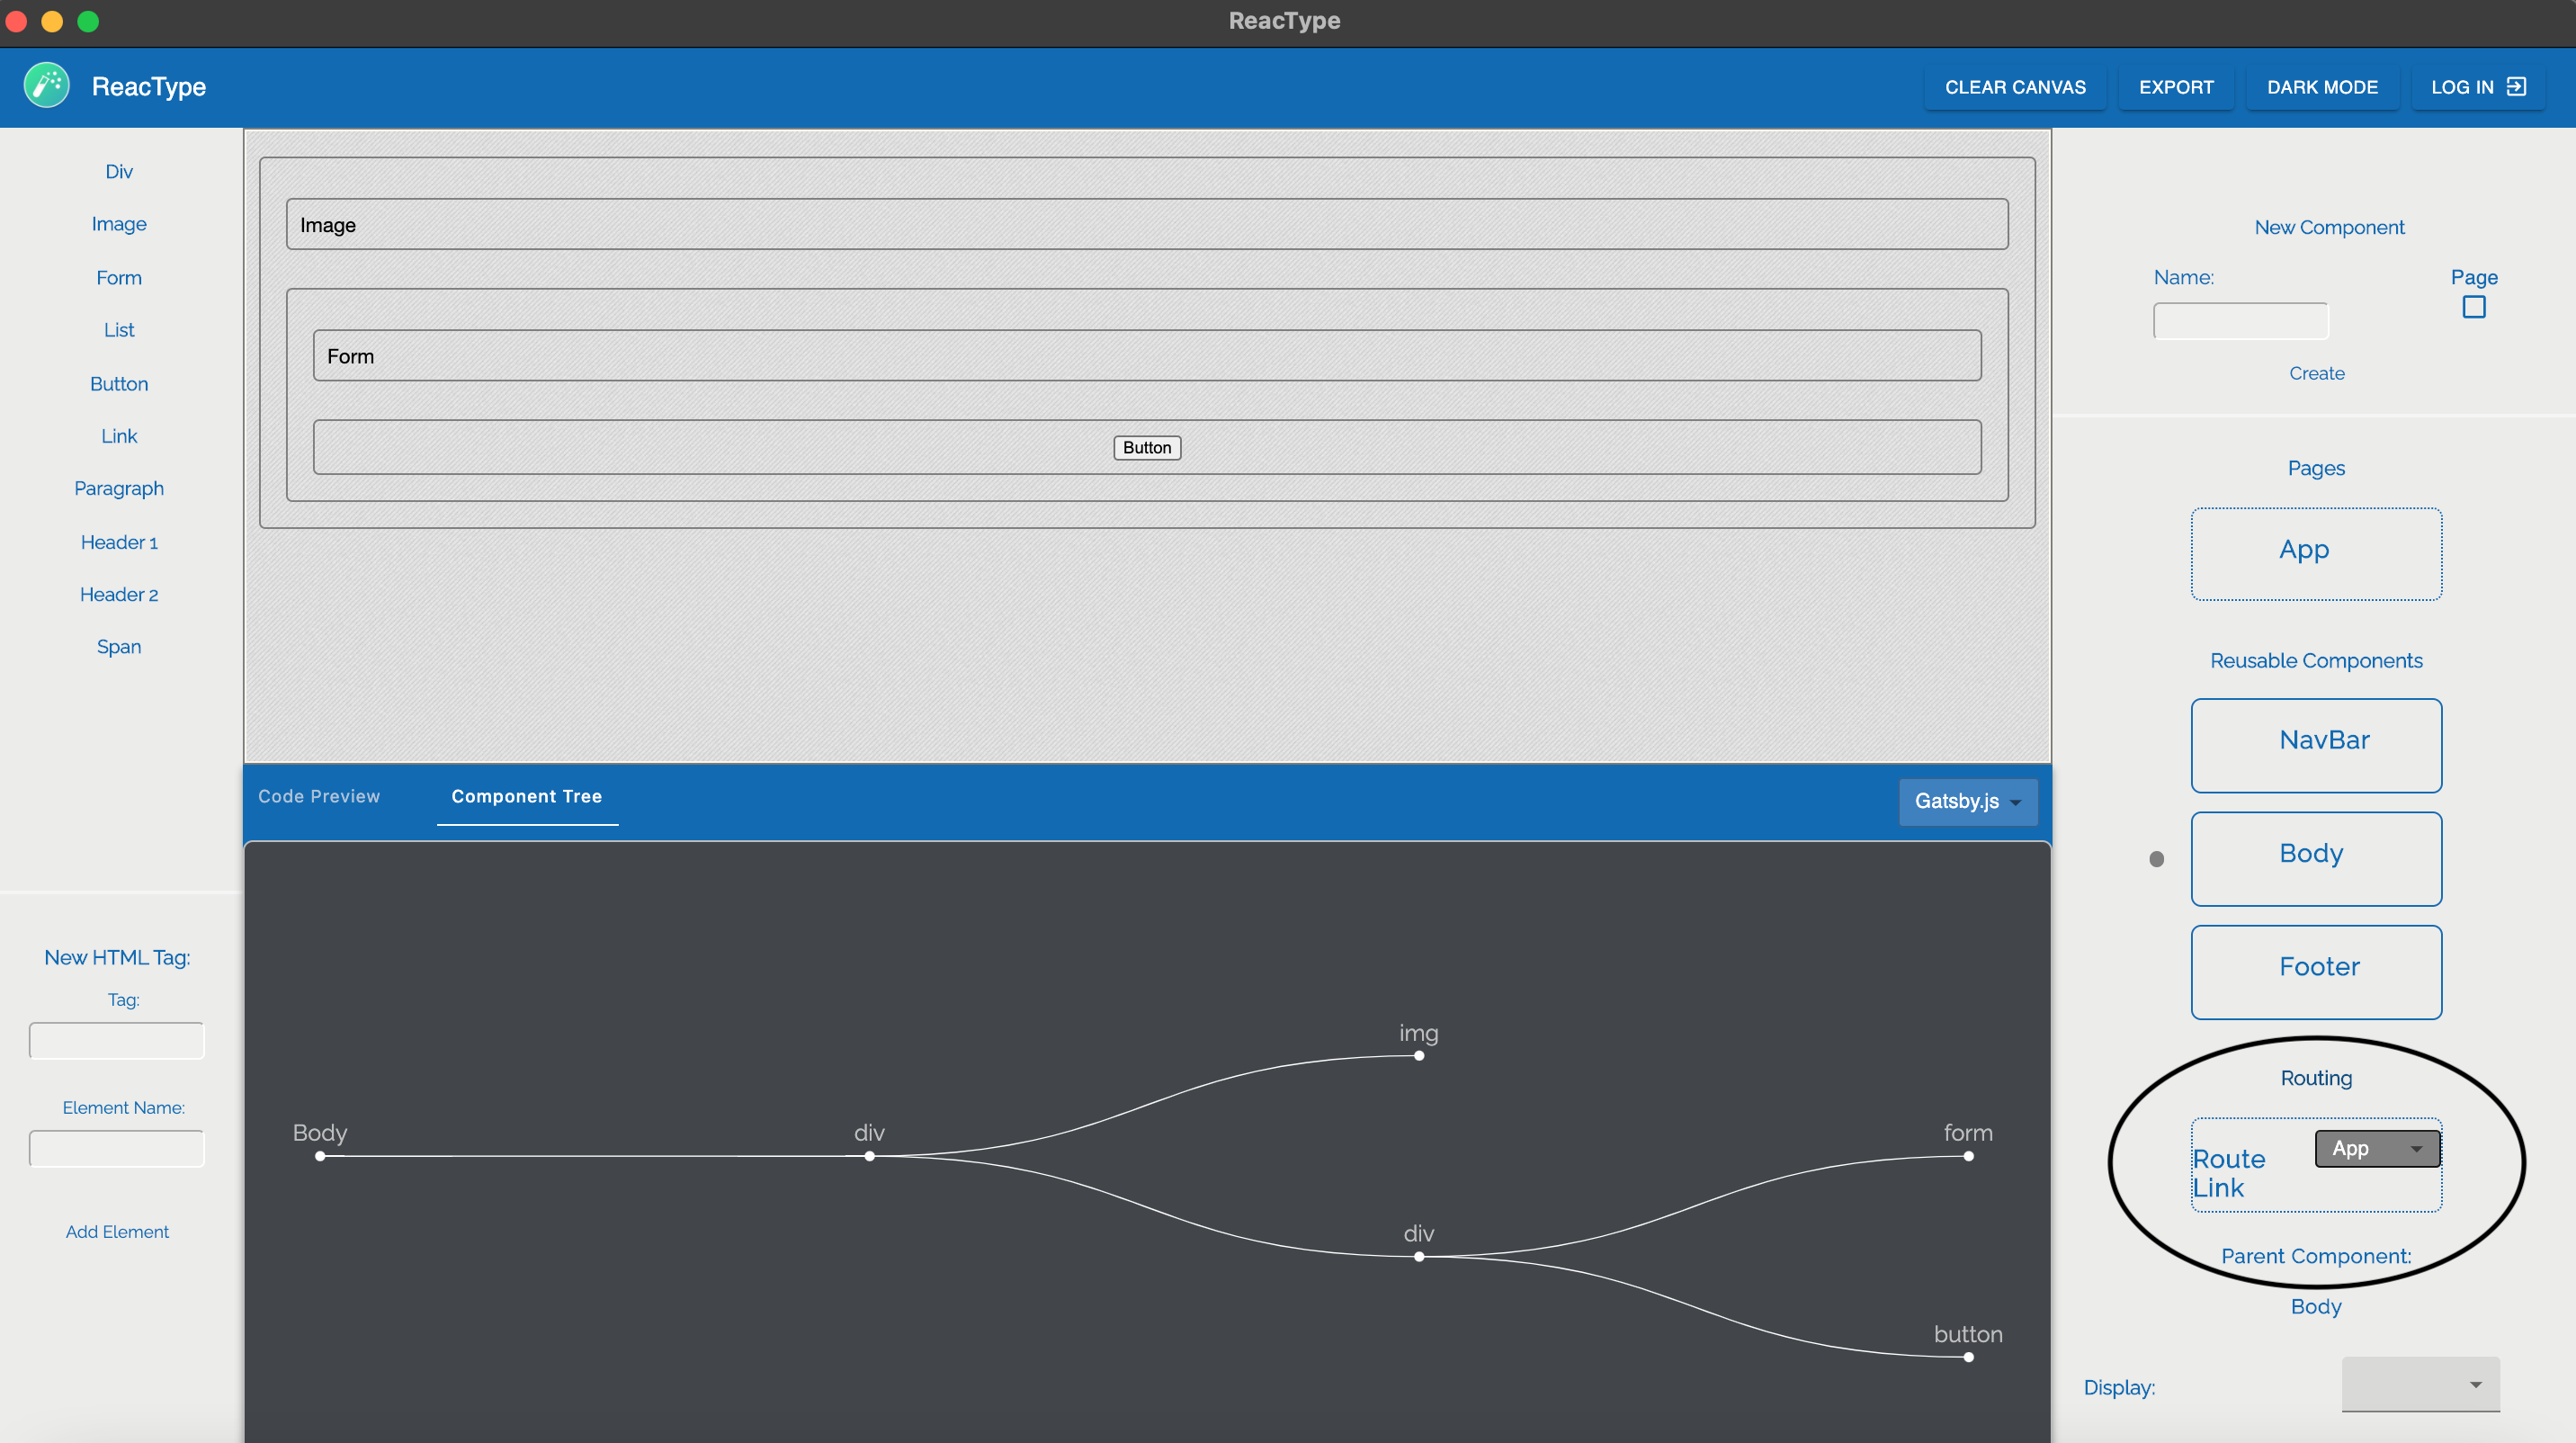 ReacType
ReacType
CLEAR CANVAS
EXPORT
DARK MODE
LOG IN
Div
Image
Form
List
Button
Link
Paragraph
Header 1
Header 2
Span
New HTML Tag:
Tag:
Element Name:
Add Element
Image
Form
Button
Code Preview
Component Tree
Gatsby.js
Body
div
img
div
form
button
New Component
Name:
Page
Create
Pages
App
Reusable Components
NavBar
Body
Footer
Routing
Route
Link
App
Parent Component:
Body
Display: